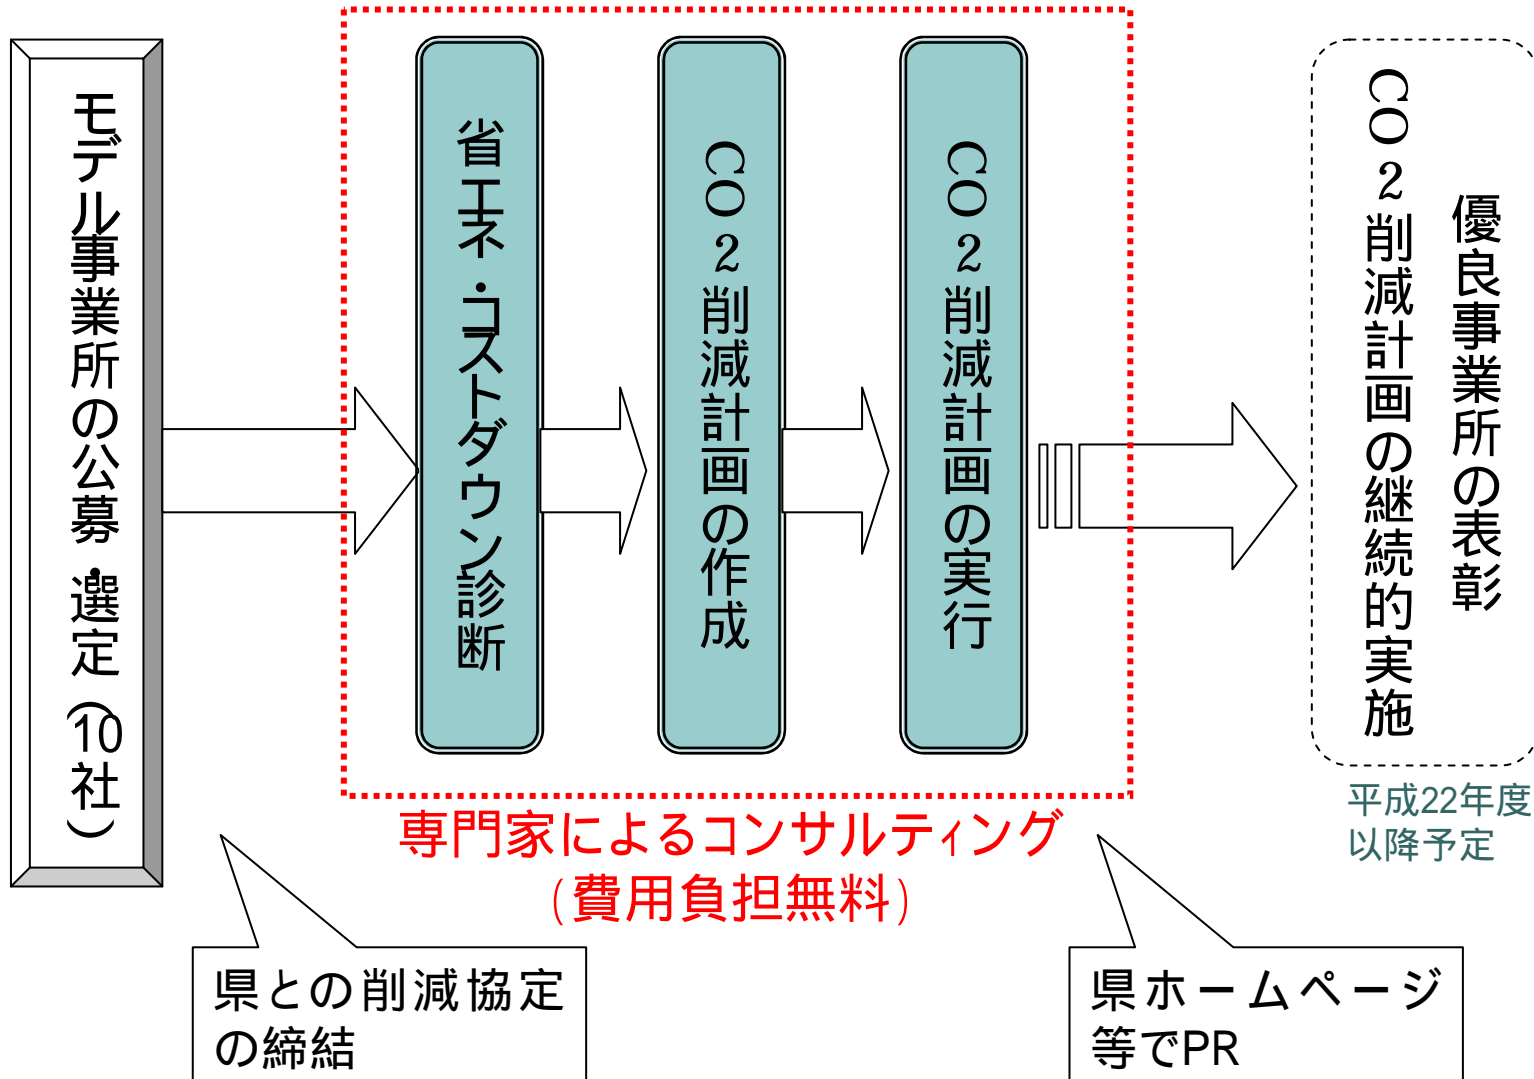 モデル事業所の公募・選定（10社）
省エネ・コストダウン診断
ＣＯ２削減計画の作成
ＣＯ２削減計画の実行
優良事業所の表彰
ＣＯ２削減計画の継続的実施
平成22年度
以降予定
専門家によるコンサルティング
（費用負担無料）
県との削減協定
の締結
県ホームページ
等でPR